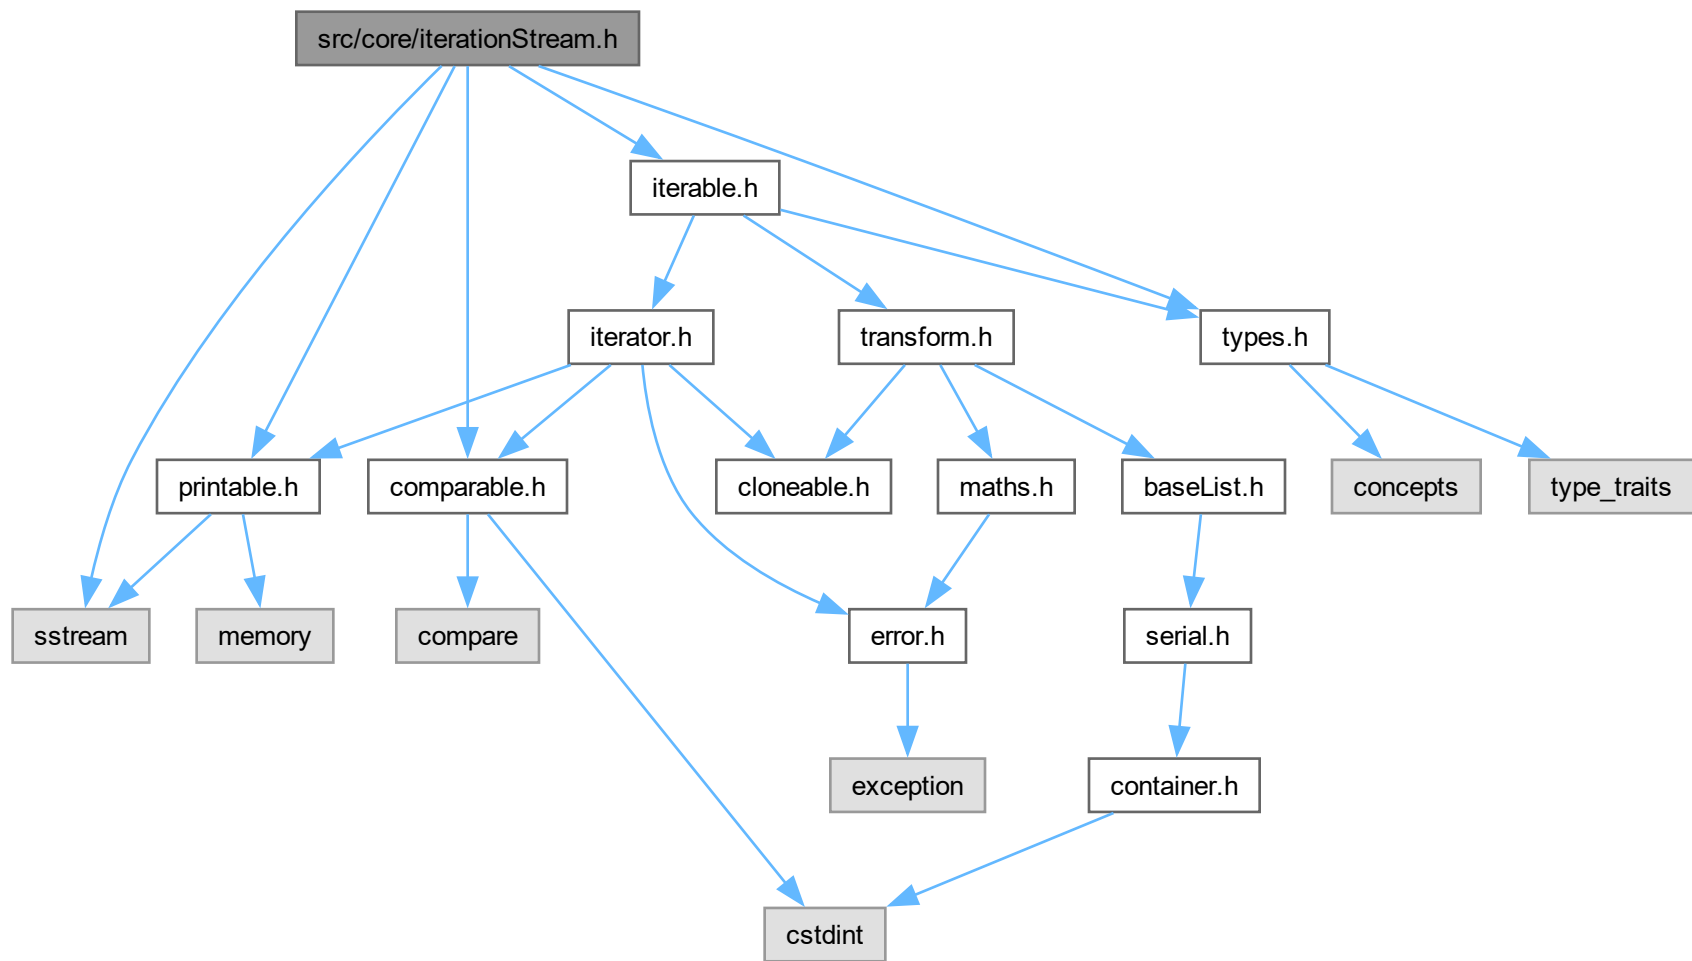 src/core/iterationStream.h
iterable.h
iterator.h
transform.h
types.h
printable.h
comparable.h
cloneable.h
maths.h
baseList.h
concepts
type_traits
sstream
memory
compare
error.h
serial.h
exception
container.h
cstdint